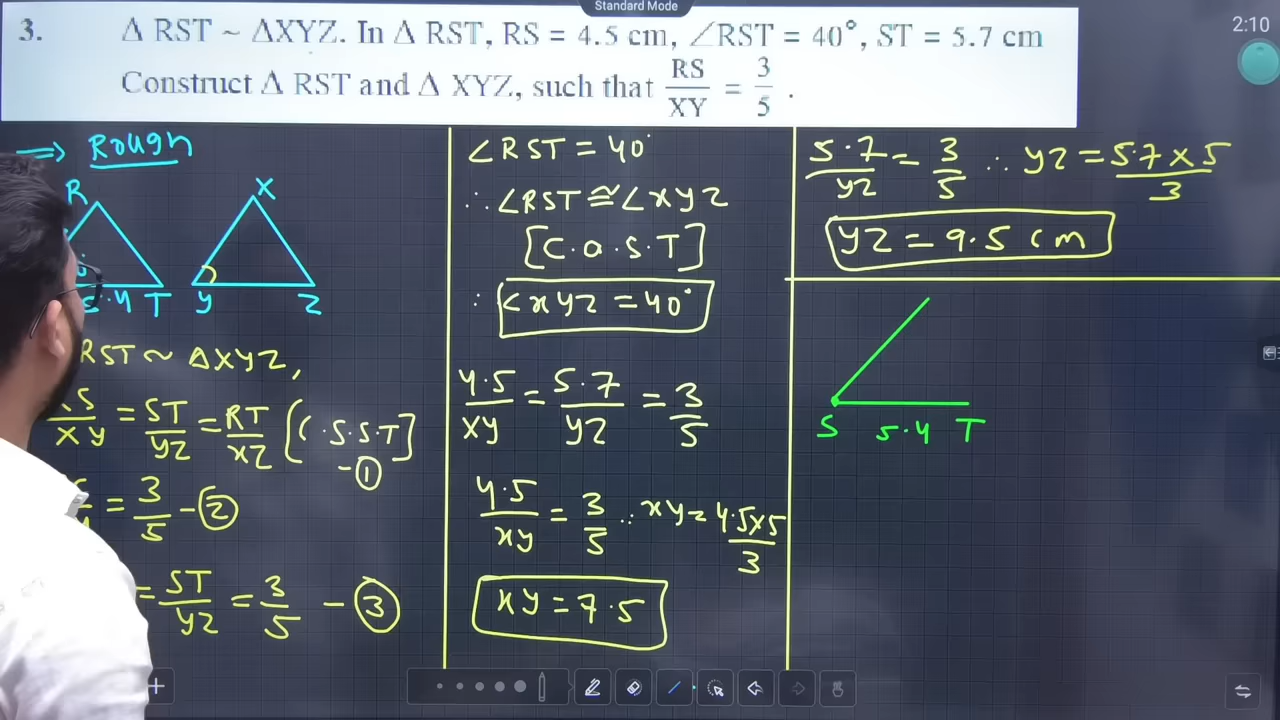 Standard Mode
2:10
3. Δ RST ~ ΔXYZ. In Δ RST, RS = 4.5 cm, ∠RST = 40°, ST = 5.7 cm
Construct Δ RST and Δ XYZ, such that RS/XY = 3/5 .
⇒ Rough
R
X
5.4 T
Y
Z
RST ~ ΔXYZ,
RS/XY = ST/YZ = RT/XZ [C.S.S.T] -①
= 3/5 -②
= ST/YZ = 3/5 - ③
∠RST = 40°
∴ ∠RST ≅ ∠XYZ
[C.a.S.T]
∴ ∠XYZ = 40°
4.5/XY = 5.7/YZ = 3/5
4.5/XY = 3/5 ∴ XY = 4.5×5/3
XY = 7.5
5.7/YZ = 3/5 ∴ YZ = 5.7×5/3
YZ = 9.5 cm
S 5.4 T